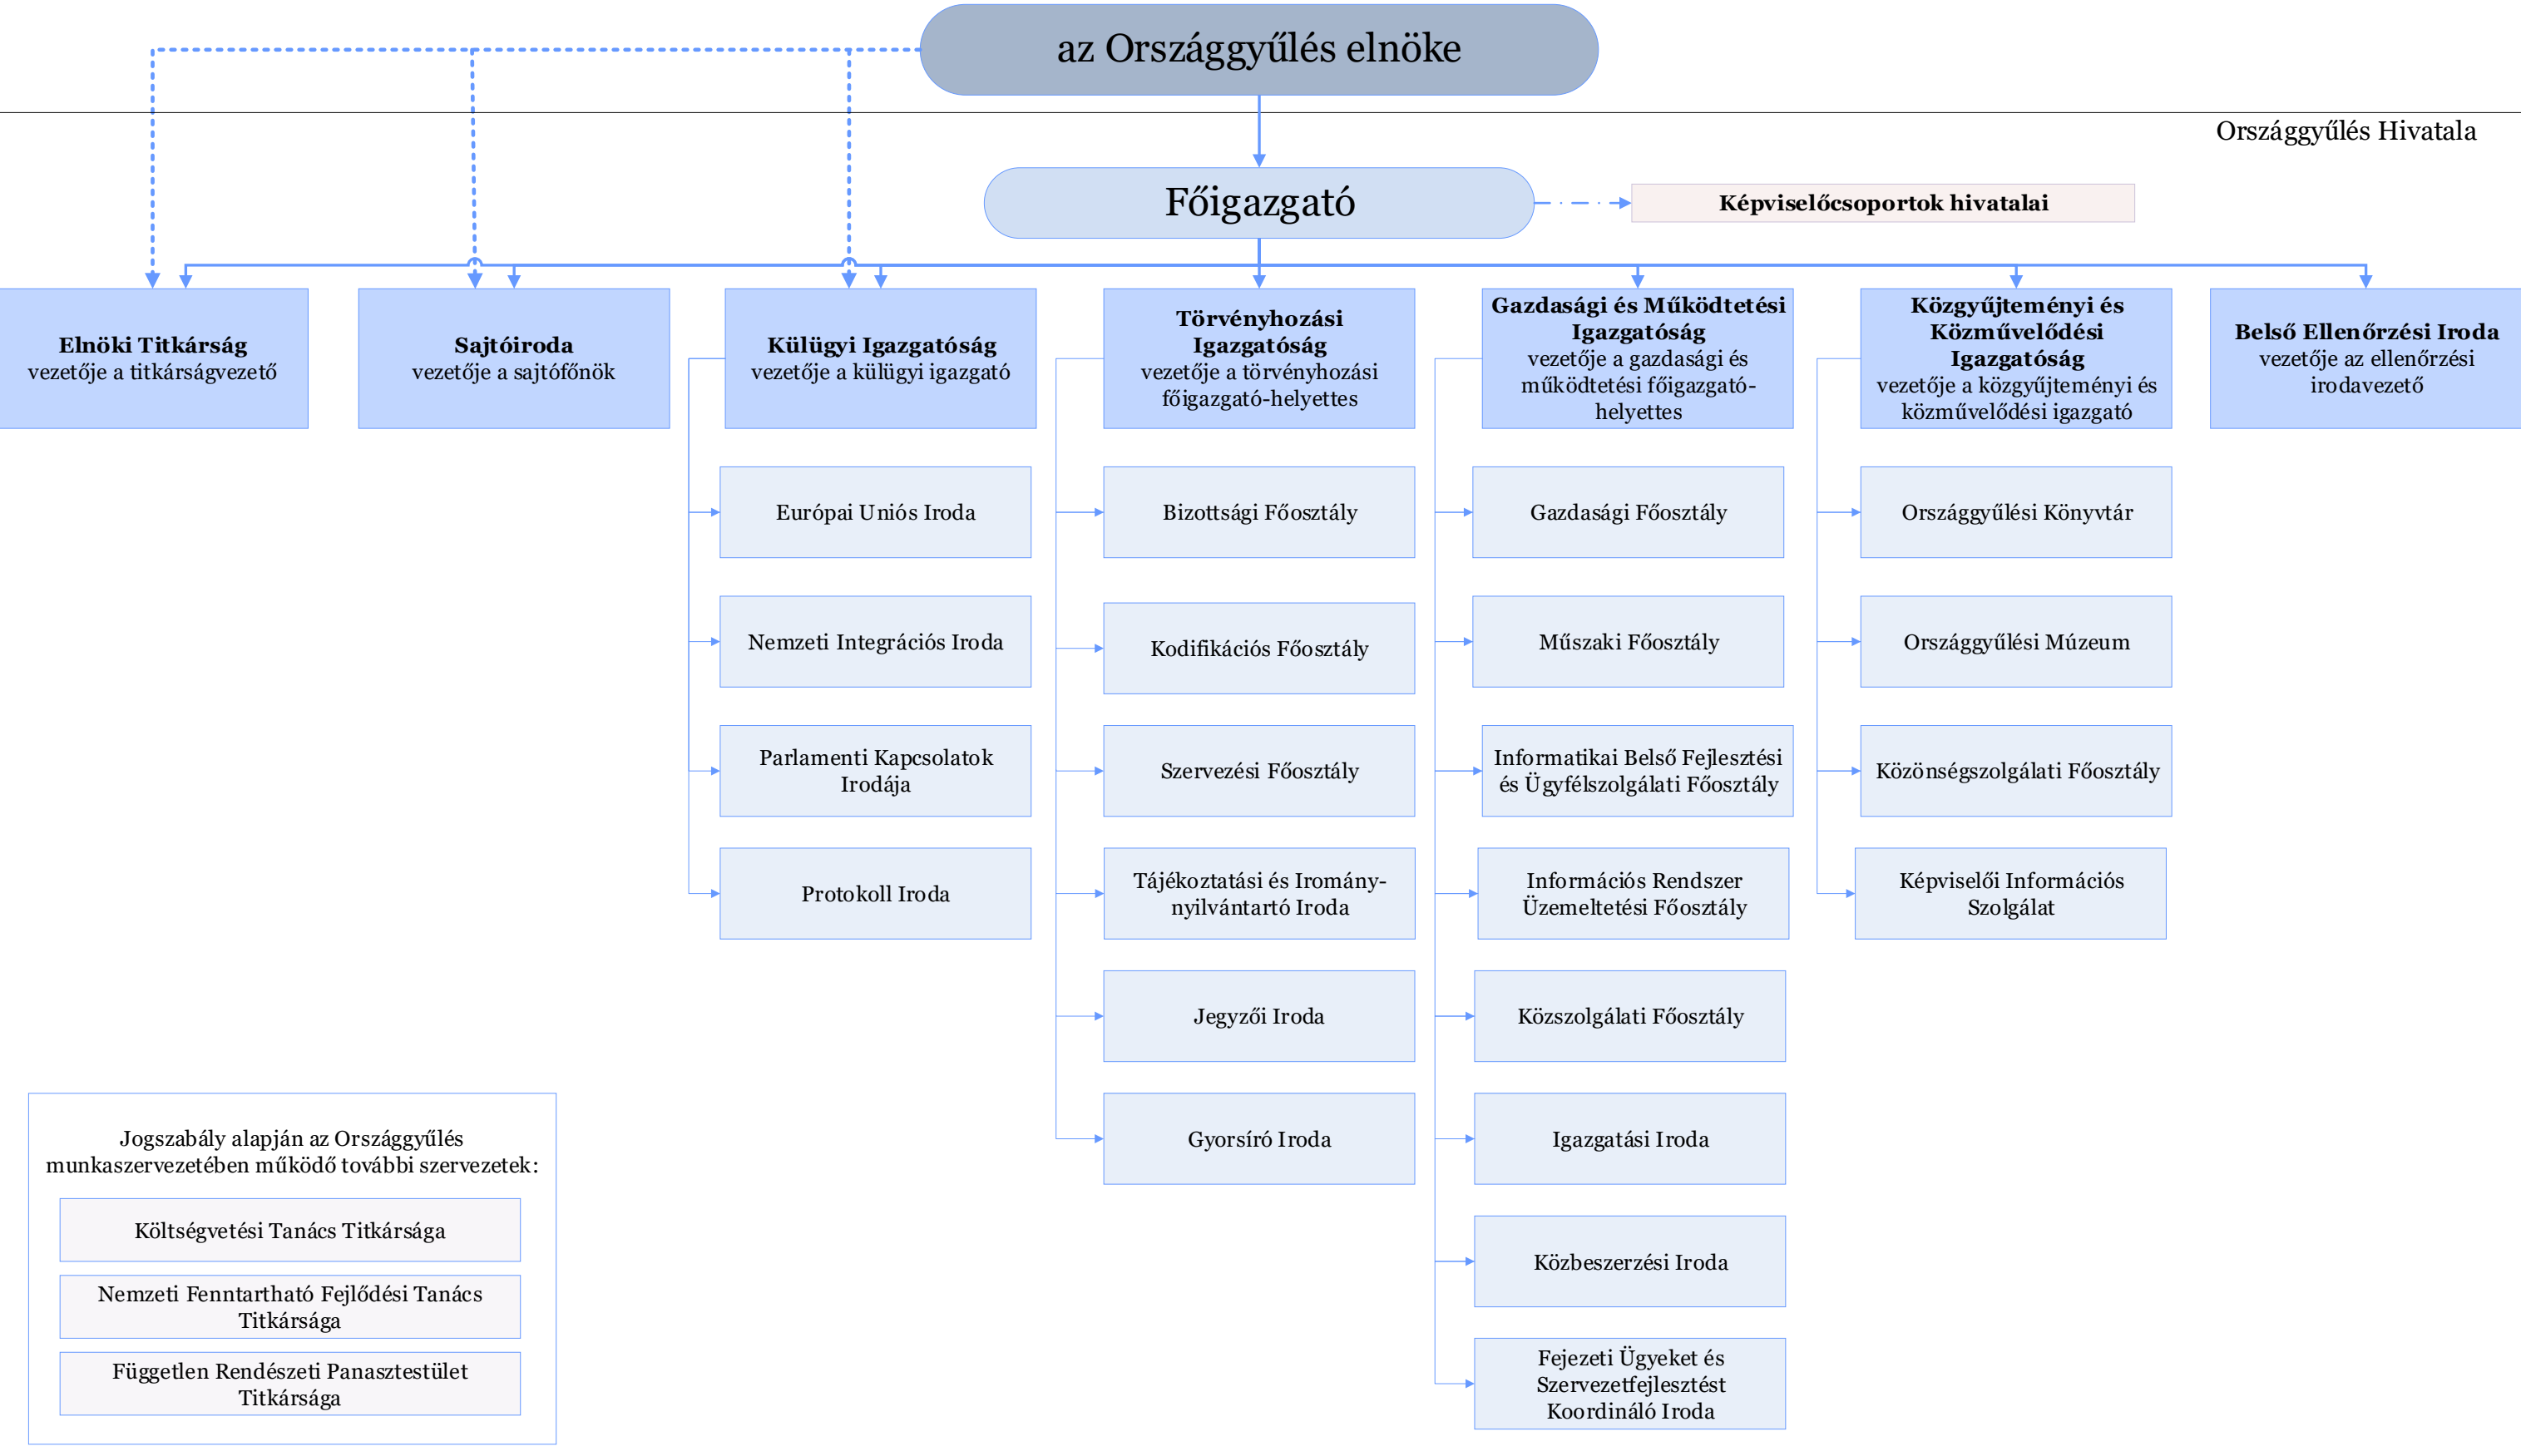 az Országgyűlés elnöke
Országgyűlés Hivatala
Főigazgató
Képviselőcsoportok hivatalai
Elnöki Titkárság
vezetője a titkárságvezető
Sajtóiroda
vezetője a sajtófőnök
Külügyi Igazgatóság
vezetője a külügyi igazgató
Törvényhozási
Igazgatóság
vezetője a törvényhozási
főigazgató-helyettes
Gazdasági és Működtetési
Igazgatóság
vezetője a gazdasági és
működtetési főigazgató-
helyettes
Közgyűjteményi és
Közművelődési
Igazgatóság
vezetője a közgyűjteményi és
közművelődési igazgató
Belső Ellenőrzési Iroda
vezetője az ellenőrzési
irodavezető
Európai Uniós Iroda
Nemzeti Integrációs Iroda
Parlamenti Kapcsolatok
Irodája
Protokoll Iroda
Bizottsági Főosztály
Kodifikációs Főosztály
Szervezési Főosztály
Tájékoztatási és Iromány-
nyilvántartó Iroda
Jegyzői Iroda
Gyorsíró Iroda
Gazdasági Főosztály
Műszaki Főosztály
Informatikai Belső Fejlesztési
és Ügyfélszolgálati Főosztály
Információs Rendszer
Üzemeltetési Főosztály
Közszolgálati Főosztály
Igazgatási Iroda
Közbeszerzési Iroda
Fejezeti Ügyeket és
Szervezetfejlesztést
Koordináló Iroda
Országgyűlési Könyvtár
Országgyűlési Múzeum
Közönségszolgálati Főosztály
Képviselői Információs
Szolgálat
Jogszabály alapján az Országgyűlés
munkaszervezetében működő további szervezetek:
Költségvetési Tanács Titkársága
Nemzeti Fenntartható Fejlődési Tanács
Titkársága
Független Rendészeti Panasztestület
Titkársága